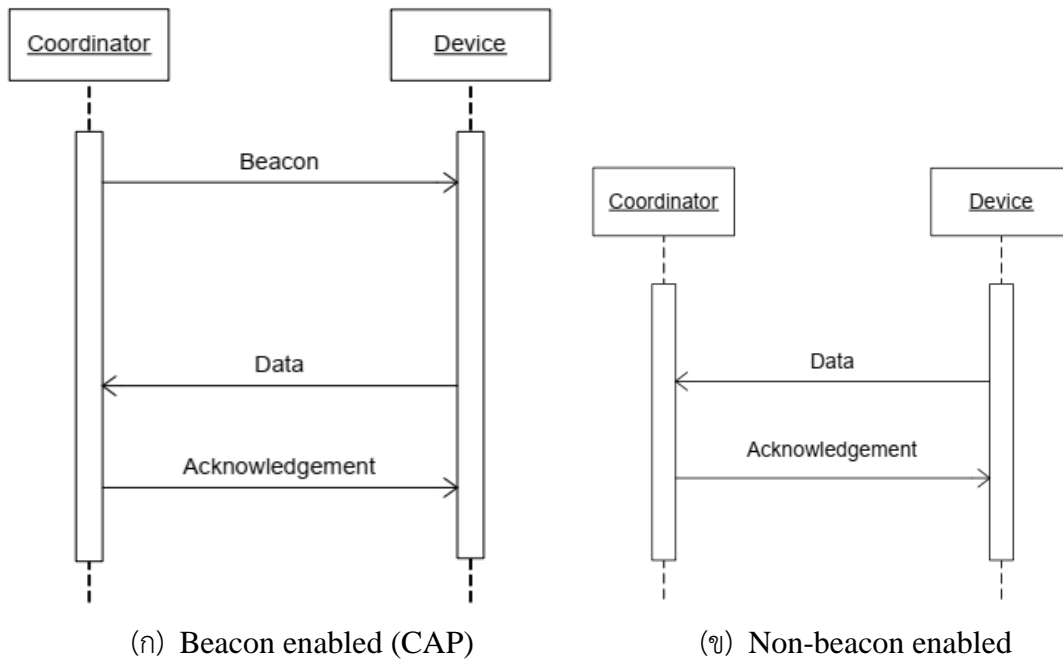 Coordinator
Device
Beacon
Data
Acknowledgement
(ก) Beacon enabled (CAP)
Coordinator
Device
Data
Acknowledgement
(ข) Non-beacon enabled